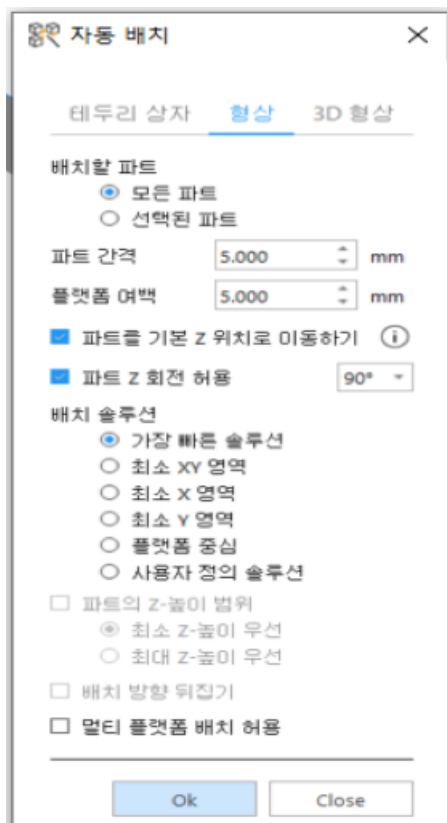 자동 배치
테두리 상자 형상 3D 형상
배치할 파트
모든 파트
선택된 파트
파트 간격 5.000 mm
플랫폼 여백 5.000 mm
파트를 기본 Z 위치로 이동하기
파트 Z 회전 허용 90°
배치 솔루션
가장 빠른 솔루션
최소 XY 영역
최소 X 영역
최소 Y 영역
플랫폼 중심
사용자 정의 솔루션
파트의 Z-높이 범위
최소 Z-높이 우선
최대 Z-높이 우선
배치 방향 뒤집기
멀티 플랫폼 배치 허용
Ok Close